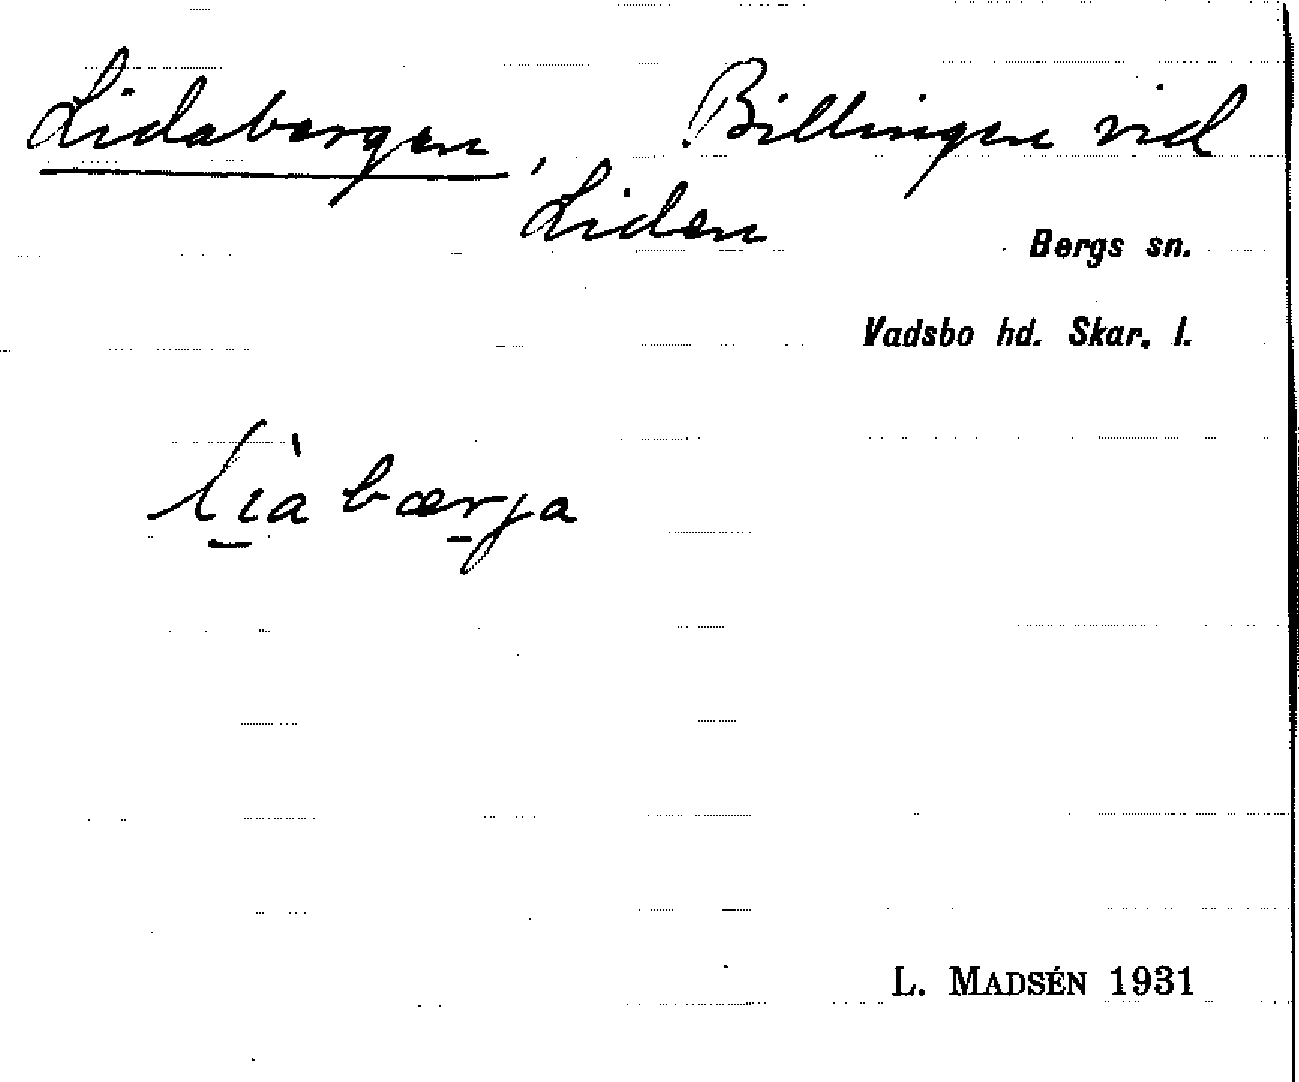 Lidabergen, Billingen vid
Liden
Bergs sn.
Vadsbo hd. Skar. l.
lìabærja
L. MADSÉN 1931